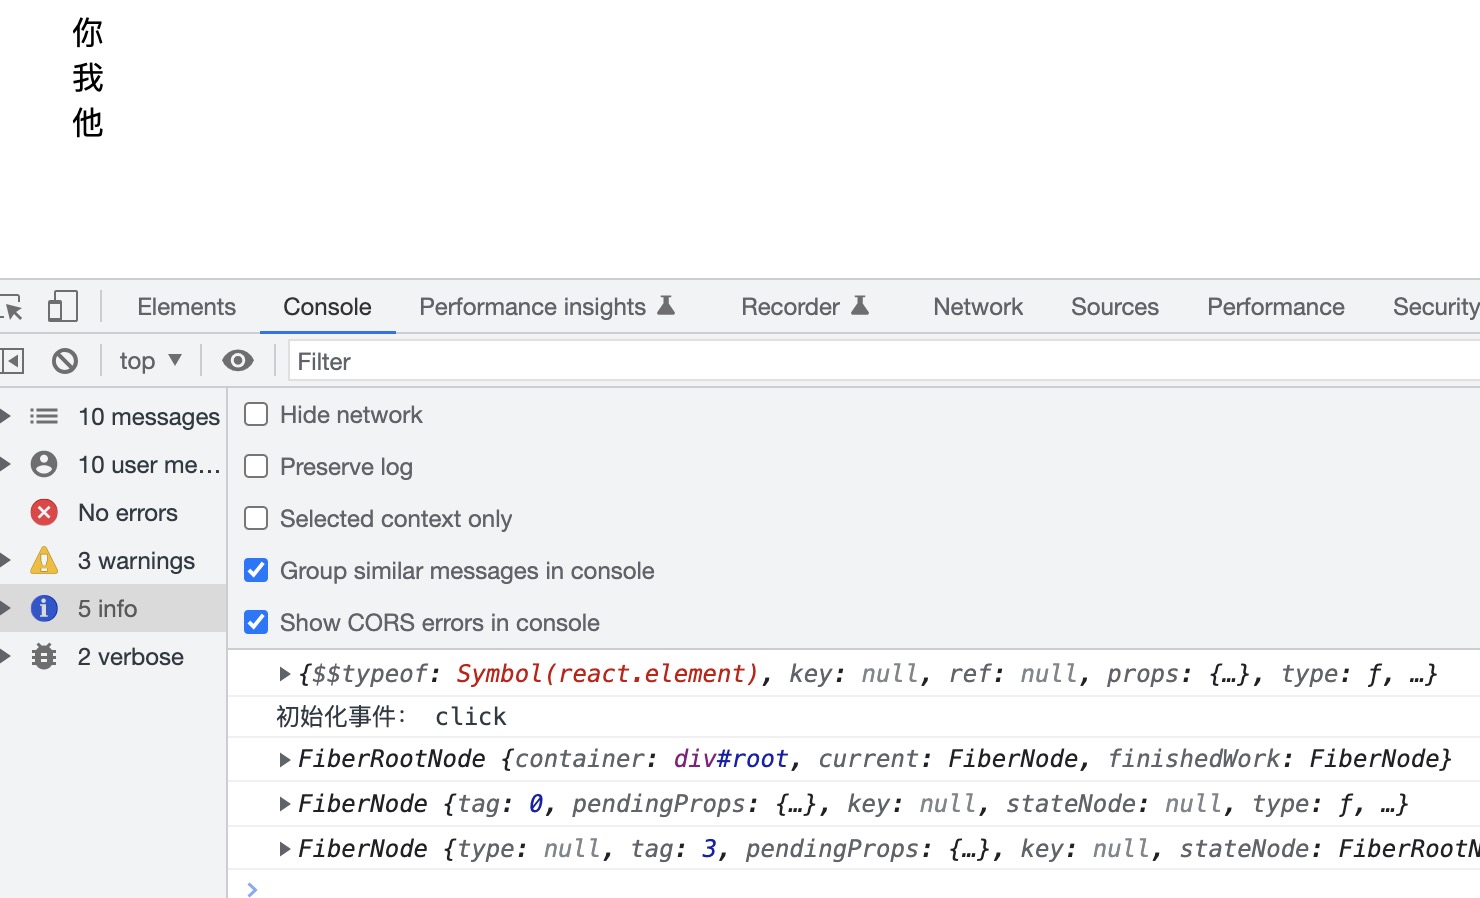 你
我
他
Elements Console Performance insights Recorder Network Sources Performance Security
top Filter
10 messages
10 user me…
No errors
3 warnings
5 info
2 verbose
Hide network
Preserve log
Selected context only
Group similar messages in console
Show CORS errors in console
{$$typeof: Symbol(react.element), key: null, ref: null, props: {…}, type: ƒ, …}
初始化事件： click
FiberRootNode {container: div#root, current: FiberNode, finishedWork: FiberNode}
FiberNode {tag: 0, pendingProps: {…}, key: null, stateNode: null, type: ƒ, …}
FiberNode {type: null, tag: 3, pendingProps: {…}, key: null, stateNode: FiberRootN